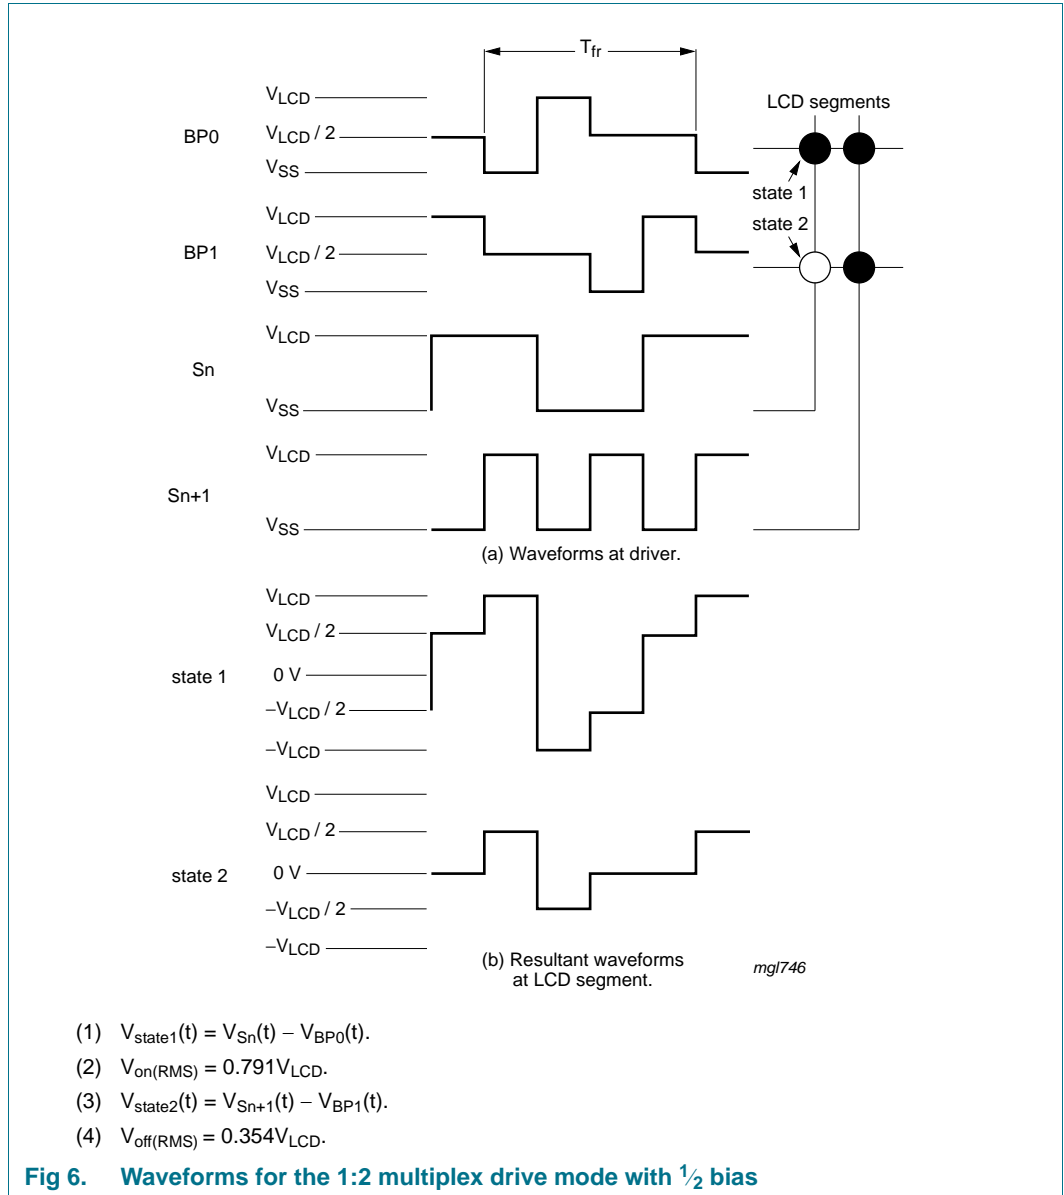 Tfr
VLCD
LCD segments
BP0
VLCD / 2
VSS
state 1
VLCD
state 2
BP1
VLCD / 2
VSS
VLCD
Sn
VSS
VLCD
Sn+1
VSS
(a) Waveforms at driver.
VLCD
VLCD / 2
state 1
0 V
−VLCD / 2
−VLCD
VLCD
VLCD / 2
state 2
0 V
−VLCD / 2
−VLCD
(b) Resultant waveforms
at LCD segment.
mgl746
(1) Vstate1(t) = VSn(t) − VBP0(t).
(2) Von(RMS) = 0.791VLCD.
(3) Vstate2(t) = VSn+1(t) − VBP1(t).
(4) Voff(RMS) = 0.354VLCD.
Fig 6. Waveforms for the 1:2 multiplex drive mode with 1⁄2 bias